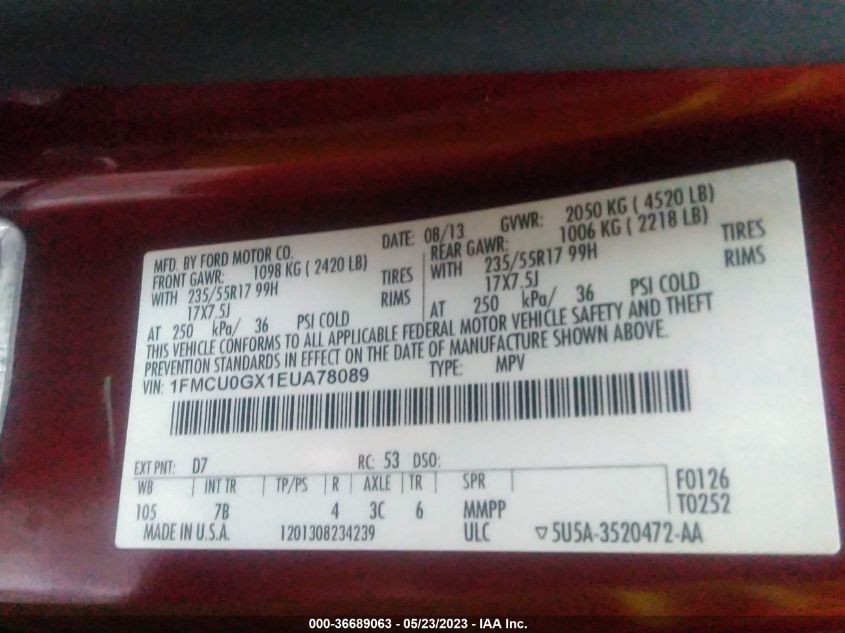 MFD. BY FORD MOTOR CO.
DATE: 08/13 GVWR: 2050 KG ( 4520 LB)
FRONT GAWR: 1098 KG ( 2420 LB)
REAR GAWR: 1006 KG ( 2218 LB)
WITH 235/55R17 99H TIRES
WITH 235/55R17 99H TIRES
17X7.5J RIMS
17X7.5J RIMS
AT 250 kPa/ 36 PSI COLD
AT 250 kPa/ 36 PSI COLD
THIS VEHICLE CONFORMS TO ALL APPLICABLE FEDERAL MOTOR VEHICLE SAFETY AND THEFT
PREVENTION STANDARDS IN EFFECT ON THE DATE OF MANUFACTURE SHOWN ABOVE.
VIN: 1FMCU0GX1EUA78089 TYPE: MPV
EXT PNT: D7 RC: 53 DSO:
WB INT TR TP/PS R AXLE TR SPR F0126
105 7B 4 3C 6 MMPP T0252
MADE IN U.S.A. 1201308234239 ULC ▽5U5A-3520472-AA
000-36689063 - 05/23/2023 - IAA Inc.